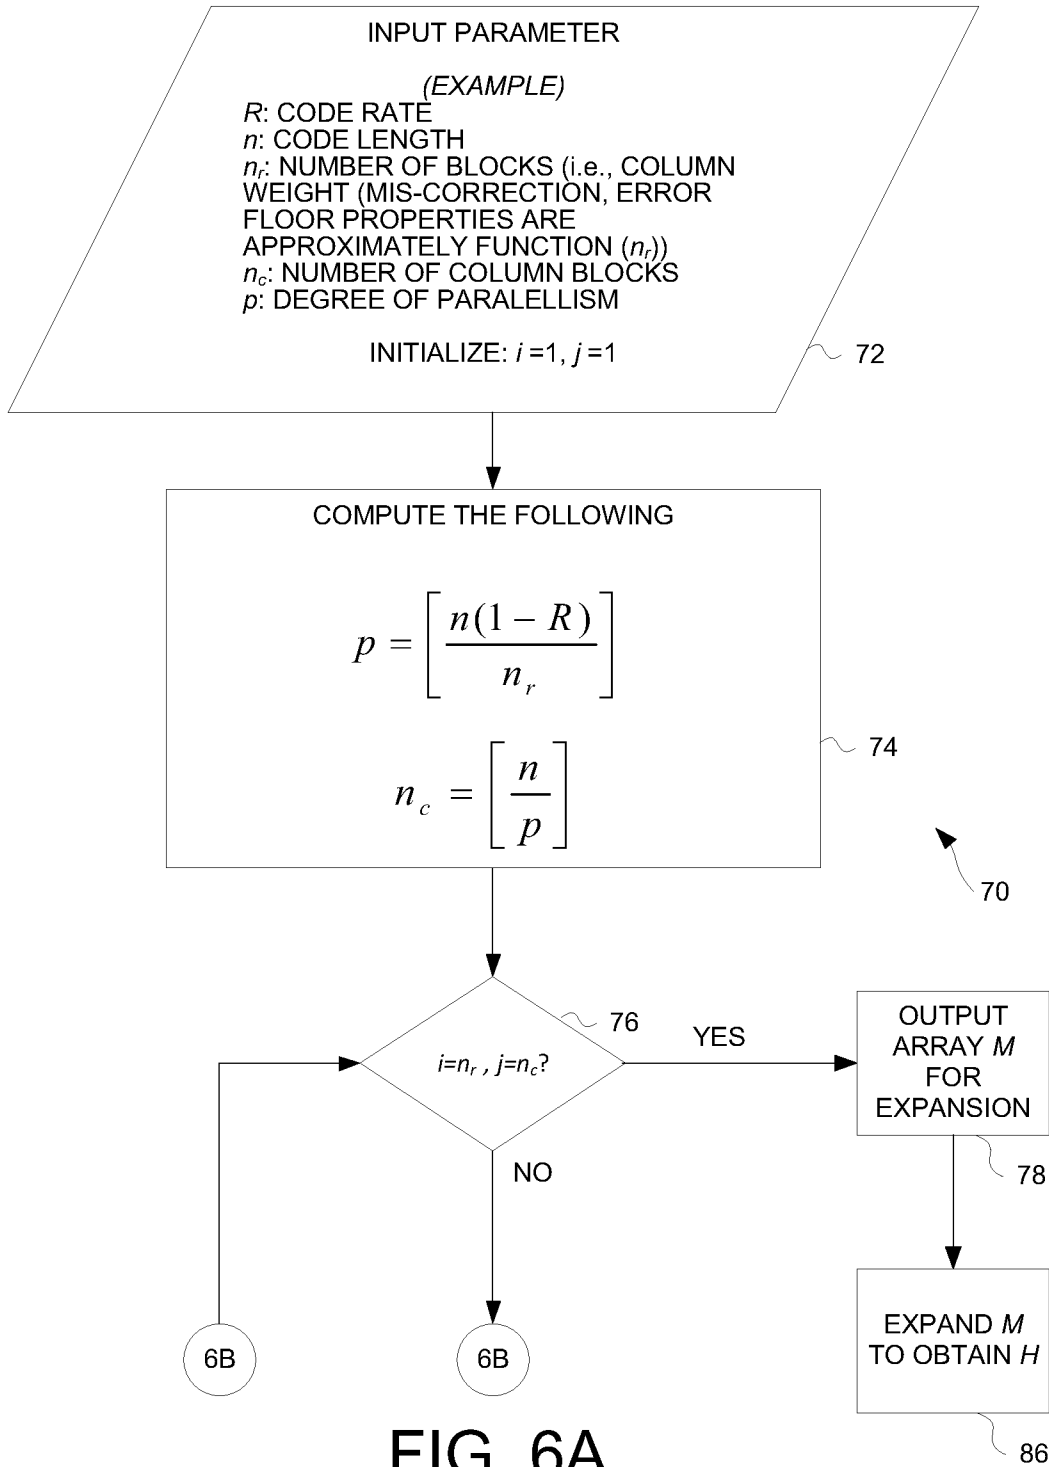 INPUT PARAMETER
(EXAMPLE)
R: CODE RATE
n: CODE LENGTH
nᵣ: NUMBER OF BLOCKS (i.e., COLUMN
WEIGHT (MIS-CORRECTION, ERROR
FLOOR PROPERTIES ARE
APPROXIMATELY FUNCTION (nᵣ))
n_c: NUMBER OF COLUMN BLOCKS
p: DEGREE OF PARALELLISM
INITIALIZE: i =1, j =1
72
COMPUTE THE FOLLOWING
p = [n(1 − R) / nᵣ]
n_c = [n / p]
74
70
76
i=nᵣ , j=n_c?
YES
NO
OUTPUT
ARRAY M
FOR
EXPANSION
78
EXPAND M
TO OBTAIN H
86
6B
6B
FIG. 6A